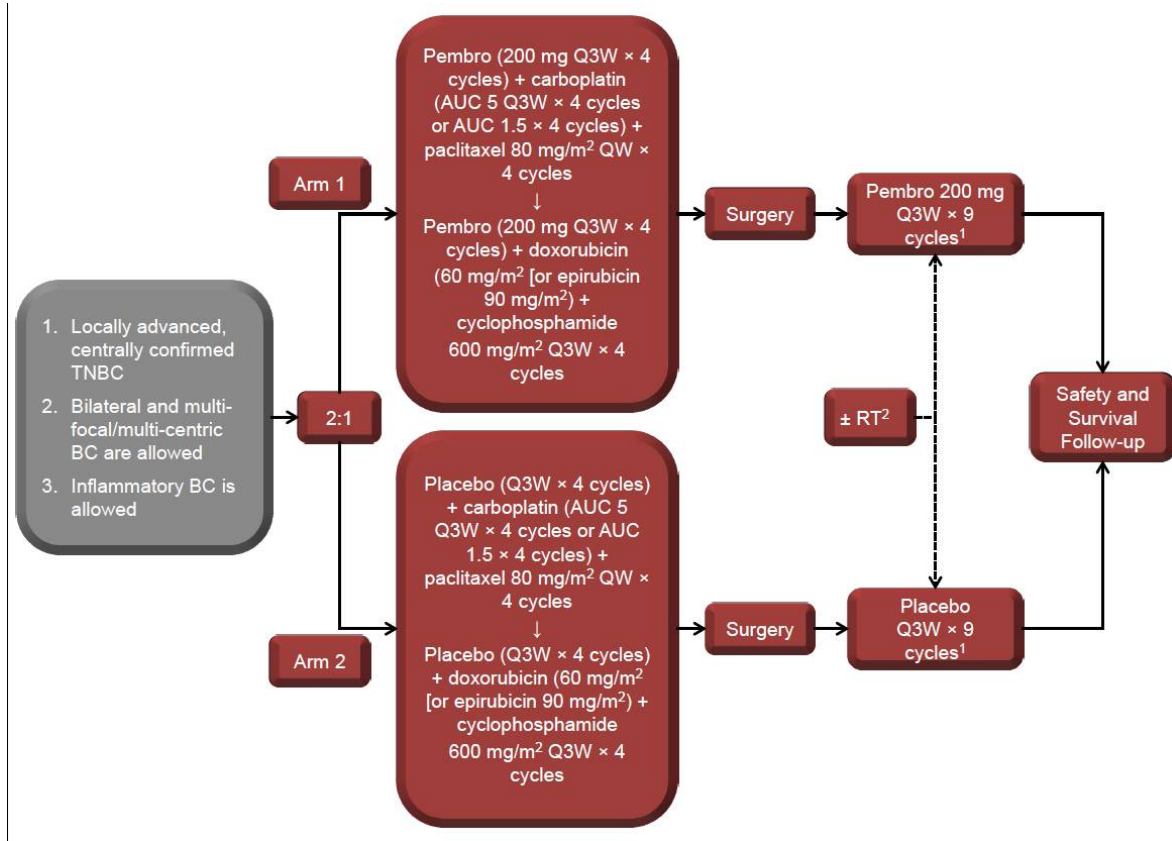 1. Locally advanced,
centrally confirmed
TNBC
2. Bilateral and multi-
focal/multi-centric
BC are allowed
3. Inflammatory BC is
allowed
2:1
Arm 1
Pembro (200 mg Q3W × 4
cycles) + carboplatin
(AUC 5 Q3W × 4 cycles
or AUC 1.5 × 4 cycles) +
paclitaxel 80 mg/m² QW ×
4 cycles
↓
Pembro (200 mg Q3W × 4
cycles) + doxorubicin
(60 mg/m² [or epirubicin
90 mg/m²) +
cyclophosphamide
600 mg/m² Q3W × 4
cycles
Surgery
Pembro 200 mg
Q3W × 9
cycles¹
Arm 2
Placebo (Q3W × 4 cycles)
+ carboplatin (AUC 5
Q3W × 4 cycles or AUC
1.5 × 4 cycles) +
paclitaxel 80 mg/m² QW ×
4 cycles
↓
Placebo (Q3W × 4 cycles)
+ doxorubicin (60 mg/m²
[or epirubicin 90 mg/m²) +
cyclophosphamide
600 mg/m² Q3W × 4
cycles
Surgery
Placebo
Q3W × 9
cycles¹
± RT²
Safety and
Survival
Follow-up